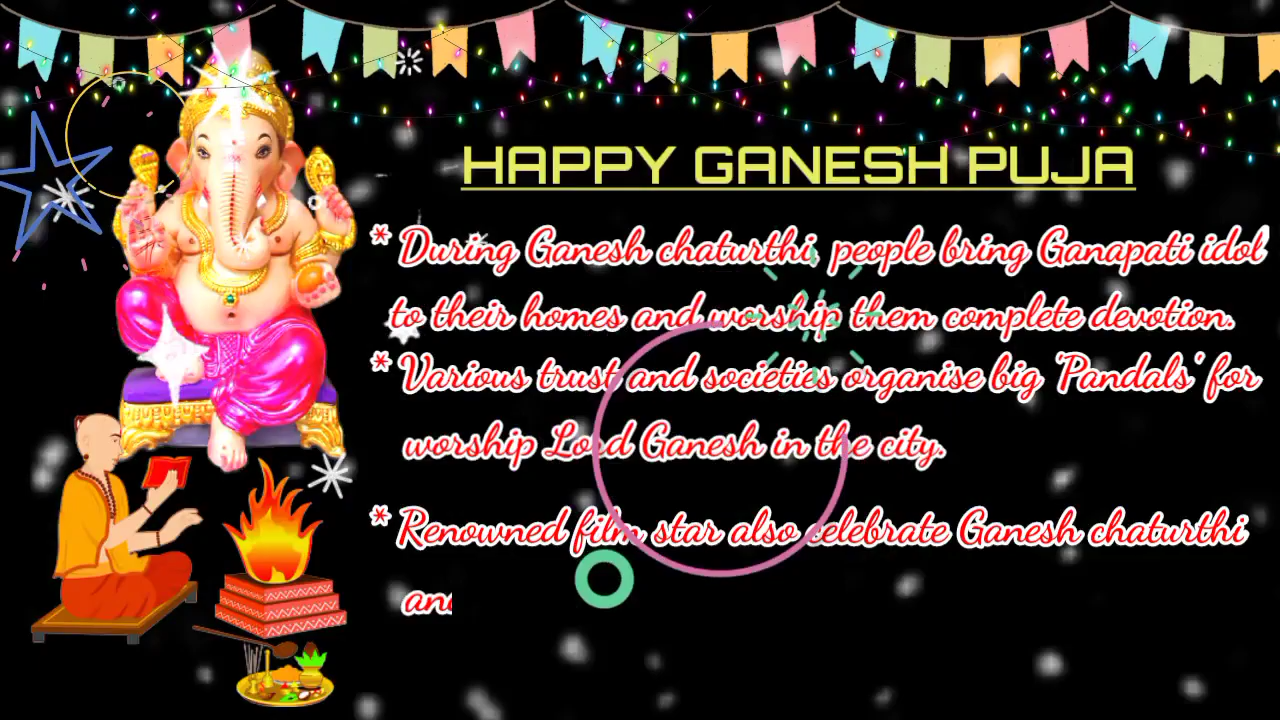 HAPPY GANESH PUJA
* During Ganesh chaturthi, people bring Ganapati idol
to their homes and worship them complete devotion.
* Various trust and societies organise big 'Pandals' for
worship Lord Ganesh in the city.
* Renowned film star also celebrate Ganesh chaturthi